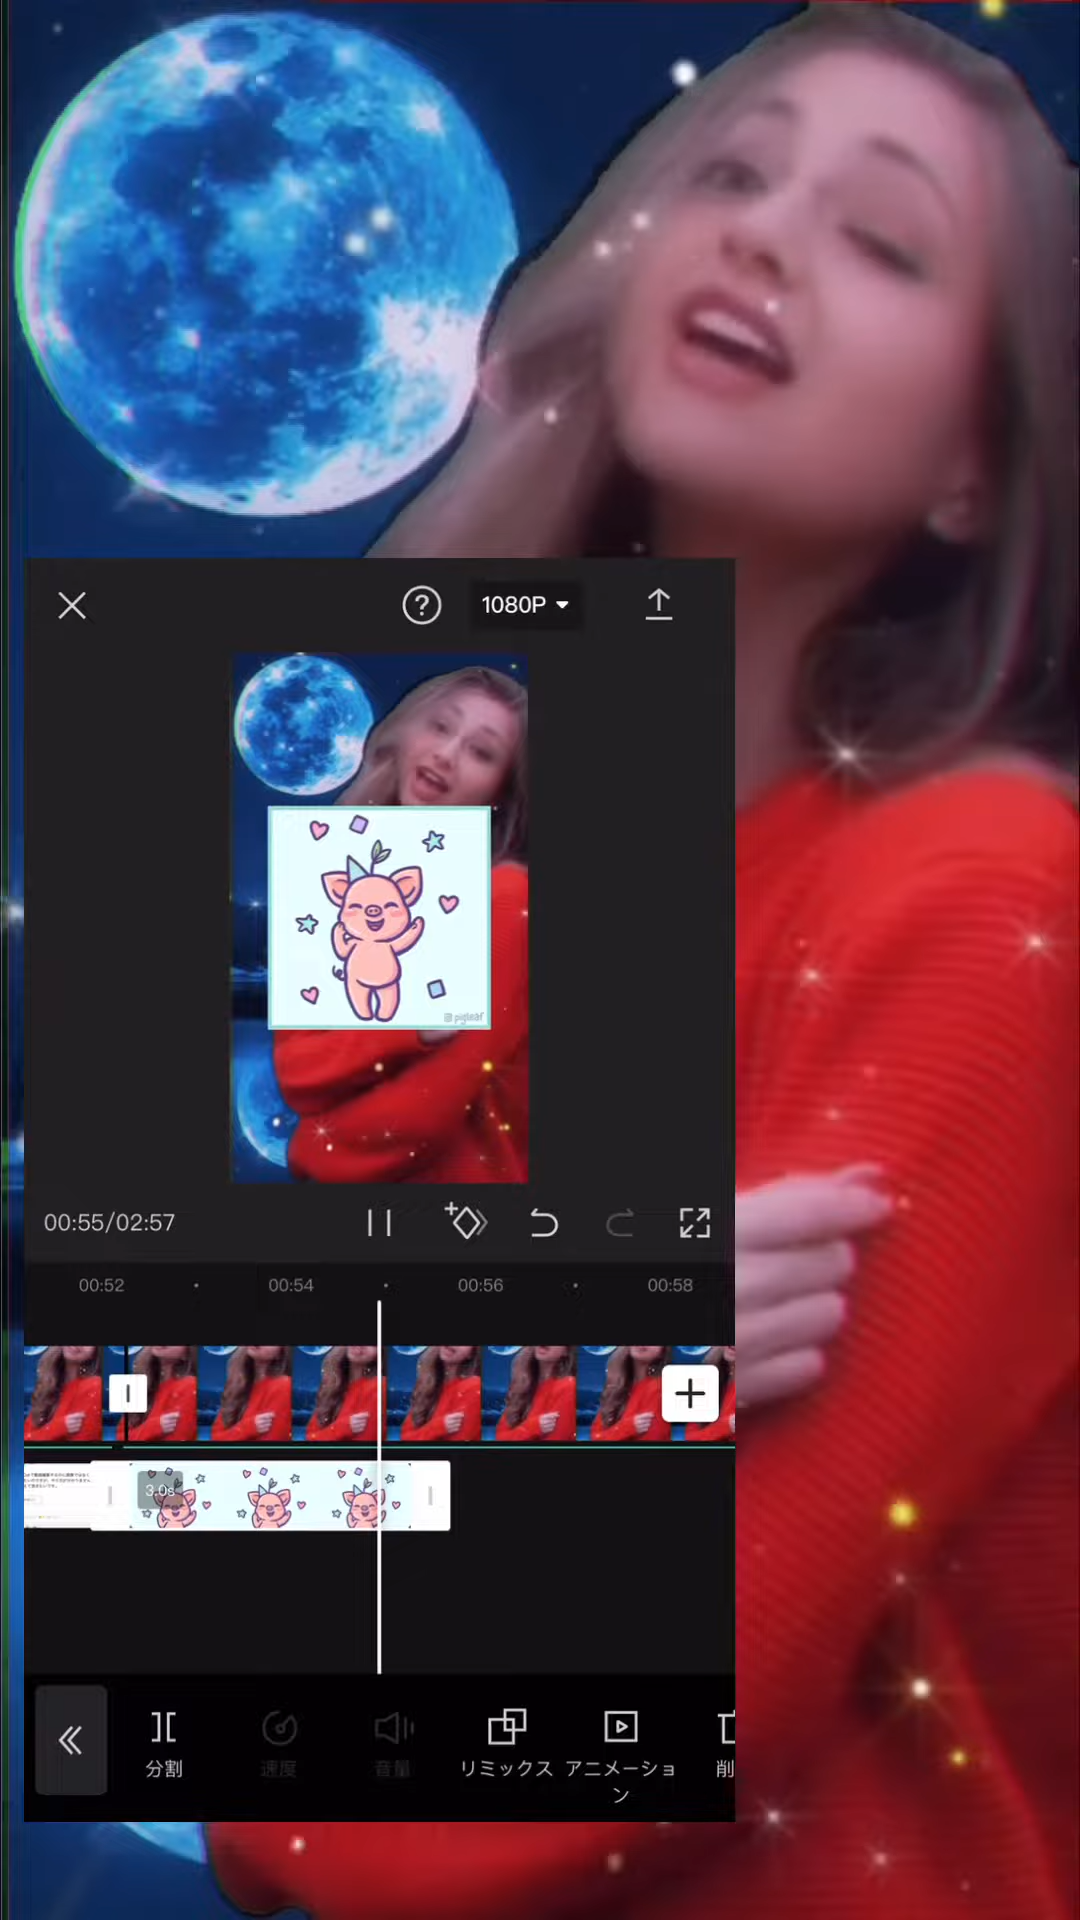 1080P
pigleaf
00:55/02:57
00:52
00:54
00:56
00:58
3.0s
分割
速度
音量
リミックス
アニメーショ
ン
削